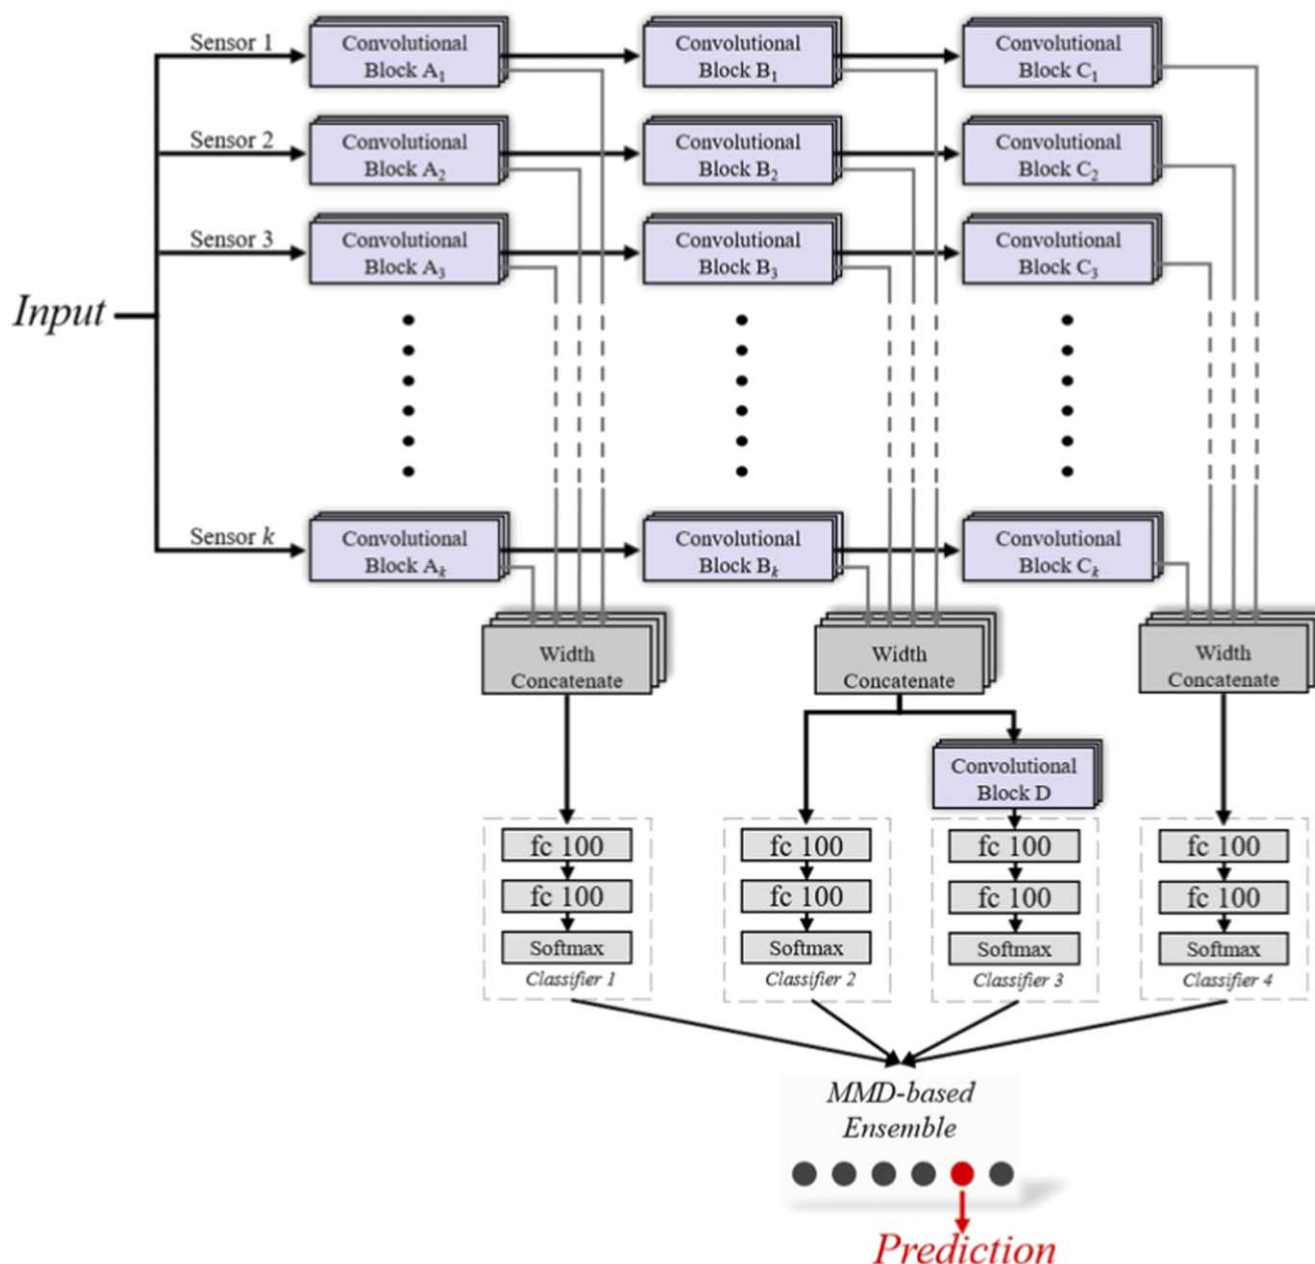 Sensor 1
Convolutional
Block A₁
Convolutional
Block B₁
Convolutional
Block C₁
Sensor 2
Convolutional
Block A₂
Convolutional
Block B₂
Convolutional
Block C₂
Sensor 3
Convolutional
Block A₃
Convolutional
Block B₃
Convolutional
Block C₃
Input
Sensor k
Convolutional
Block Aₖ
Convolutional
Block Bₖ
Convolutional
Block Cₖ
Width
Concatenate
Width
Concatenate
Width
Concatenate
Convolutional
Block D
fc 100
fc 100
Softmax
Classifier 1
fc 100
fc 100
Softmax
Classifier 2
fc 100
fc 100
Softmax
Classifier 3
fc 100
fc 100
Softmax
Classifier 4
MMD-based
Ensemble
Prediction